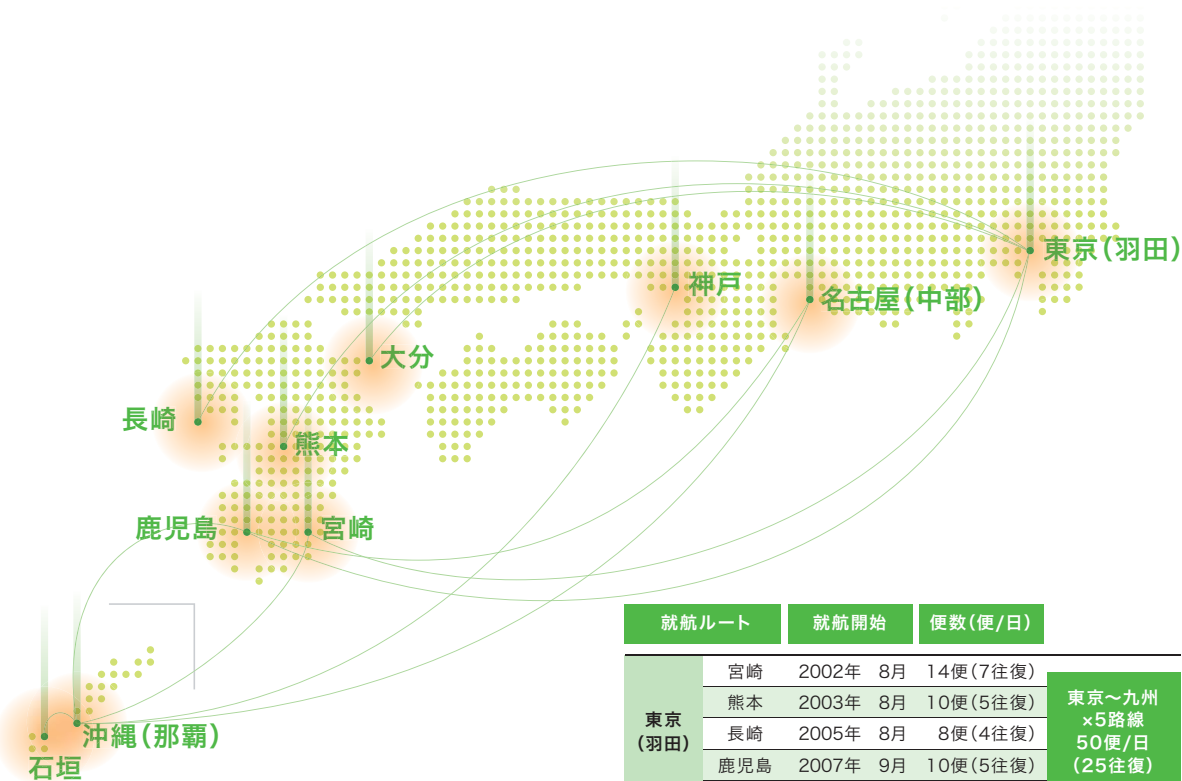 東京（羽田）
神戸
名古屋（中部）
大分
長崎
熊本
鹿児島
宮崎
沖縄（那覇）
石垣
就航ルート 就航開始 便数（便/日）
東京
（羽田）
宮崎 2002年 8月 14便（7往復）
熊本 2003年 8月 10便（5往復）
長崎 2005年 8月 8便（4往復）
鹿児島 2007年 9月 10便（5往復）
東京〜九州
×5路線
50便/日
（25往復）